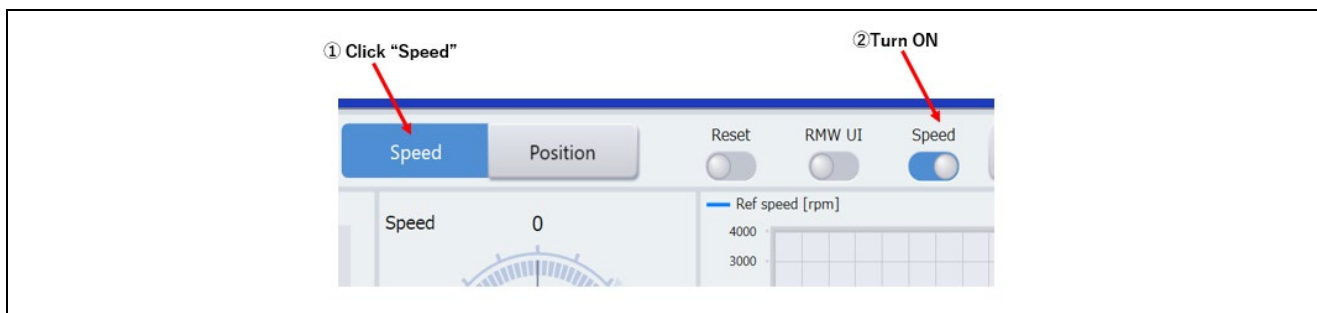 ① Click “Speed”
②Turn ON
Speed
Position
Reset
RMW UI
Speed
Speed
0
Ref speed [rpm]
4000
3000